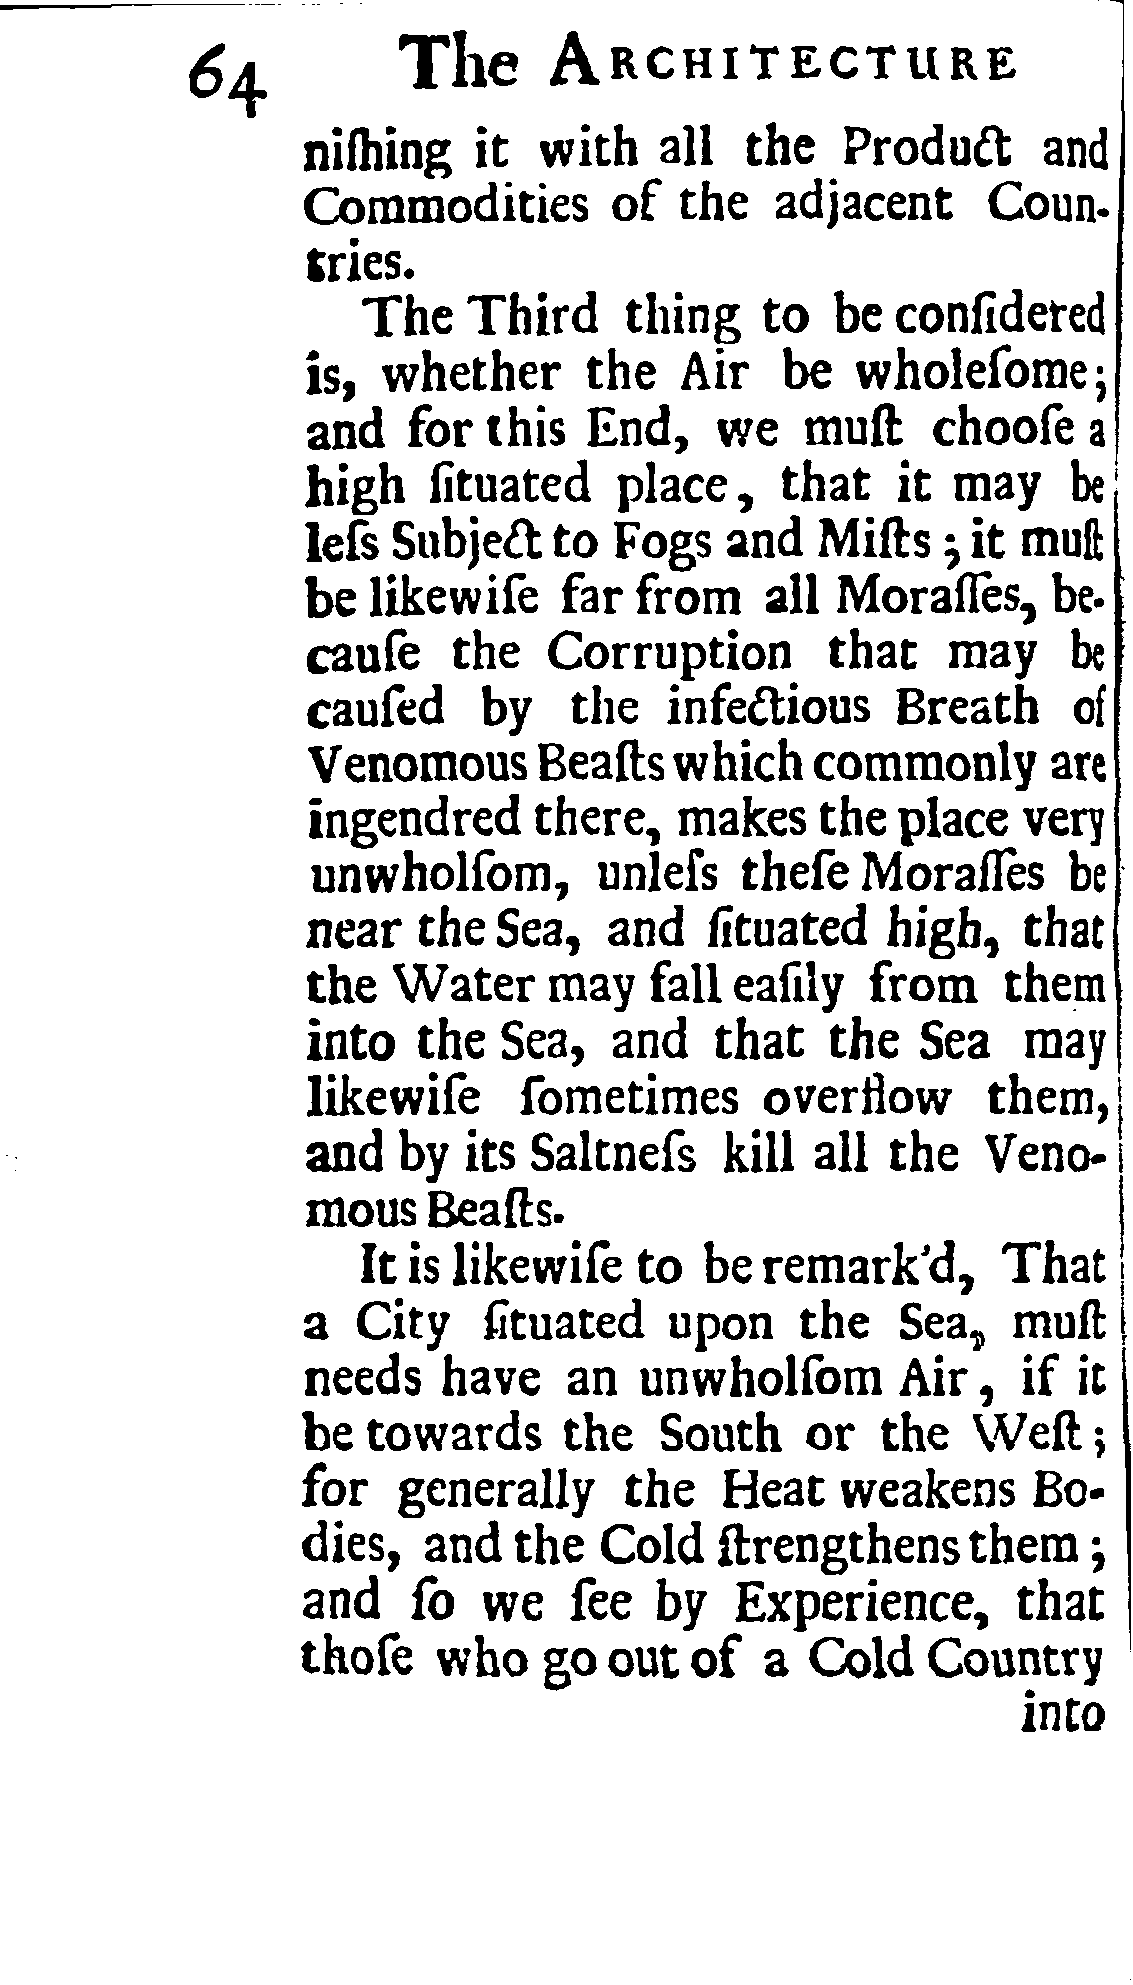 64 The ARCHITECTURE
niſhing it with all the Product and
Commodities of the adjacent Coun-
tries.
The Third thing to be conſidered
is, whether the Air be wholeſome;
and for this End, we muſt chooſe a
high ſituated place, that it may be
leſs Subject to Fogs and Miſts; it muſt
be likewiſe far from all Moraſſes, be-
cauſe the Corruption that may be
cauſed by the infectious Breath of
Venomous Beaſts which commonly are
ingendred there, makes the place very
unwholſom, unleſs theſe Moraſſes be
near the Sea, and ſituated high, that
the Water may fall eaſily from them
into the Sea, and that the Sea may
likewiſe ſometimes overflow them,
and by its Saltneſs kill all the Veno-
mous Beaſts.
It is likewiſe to be remark'd, That
a City ſituated upon the Sea, muſt
needs have an unwholſom Air, if it
be towards the South or the Weſt;
for generally the Heat weakens Bo-
dies, and the Cold ſtrengthens them;
and ſo we ſee by Experience, that
thoſe who go out of a Cold Country
into